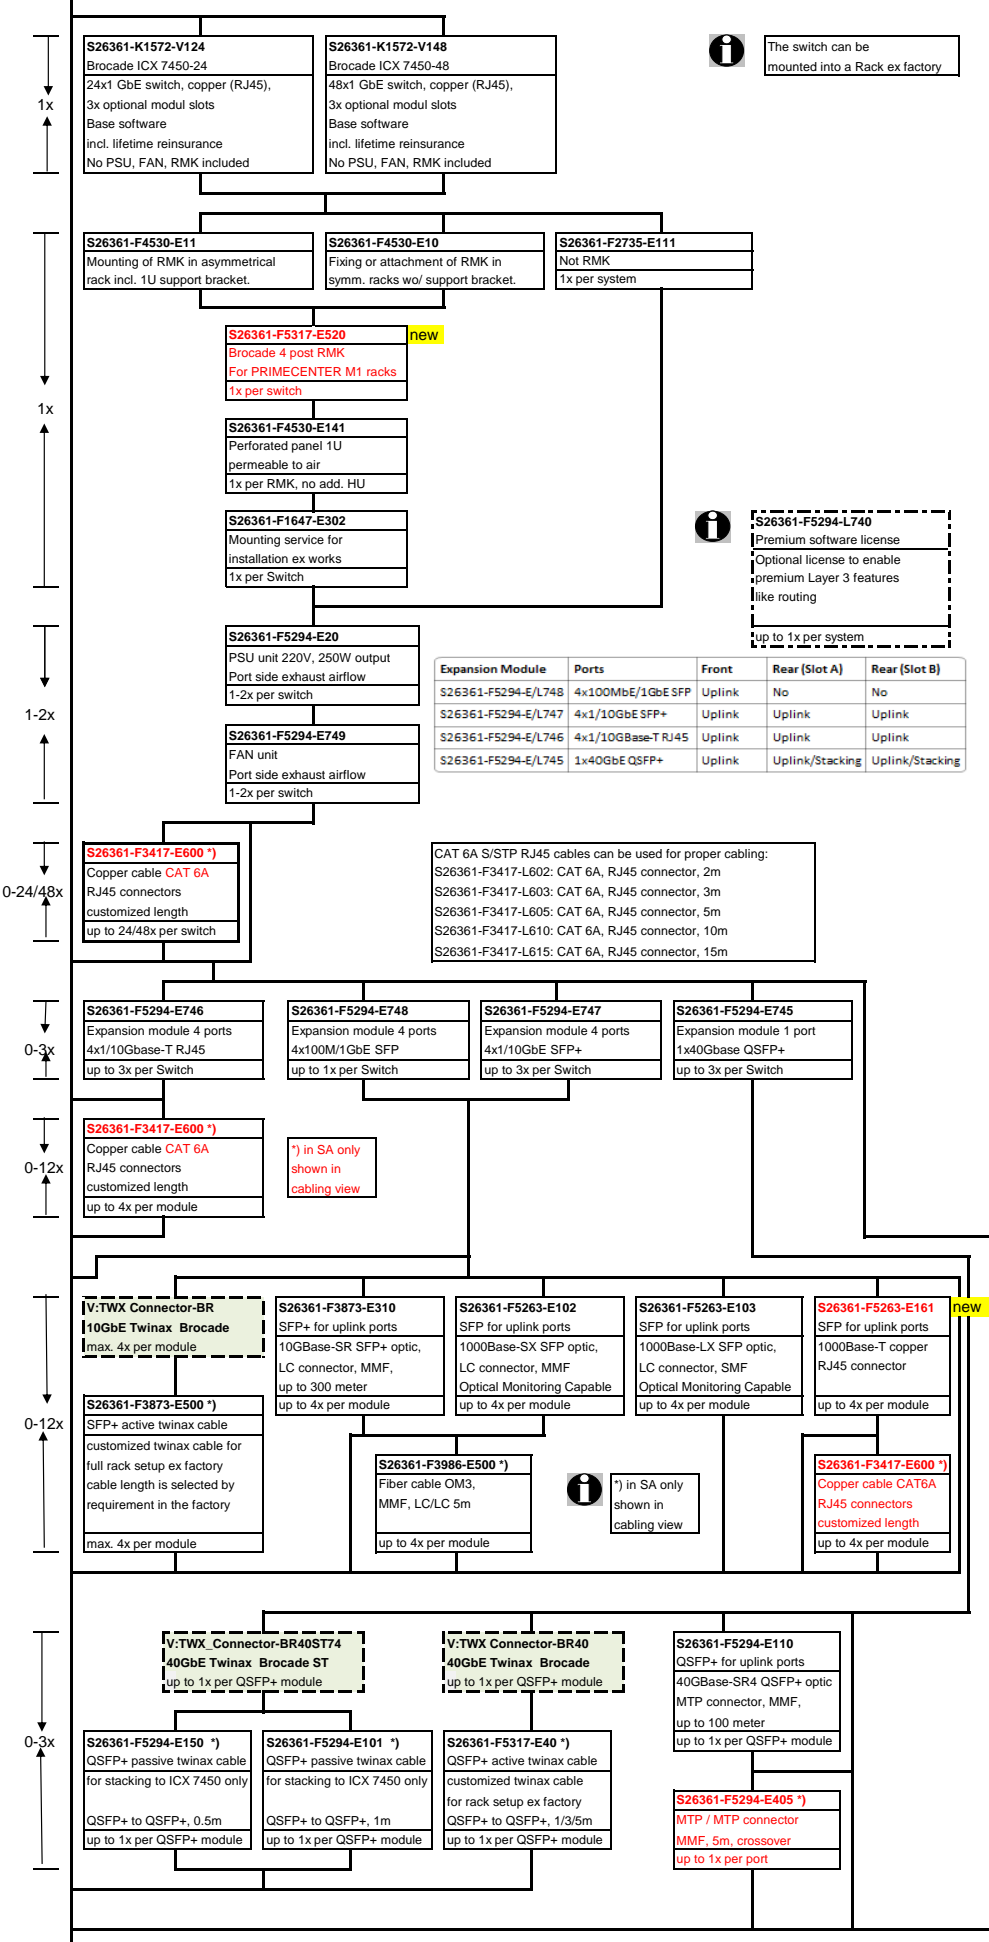 S26361-K1572-V124
Brocade ICX 7450-24
24x1 GbE switch, copper (RJ45),
3x optional modul slots
Base software
incl. lifetime reinsurance
No PSU, FAN, RMK included
S26361-K1572-V148
Brocade ICX 7450-48
48x1 GbE switch, copper (RJ45),
3x optional modul slots
Base software
incl. lifetime reinsurance
No PSU, FAN, RMK included
The switch can be
mounted into a Rack ex factory
1x
S26361-F4530-E11
Mounting of RMK in asymmetrical
rack incl. 1U support bracket.
S26361-F4530-E10
Fixing or attachment of RMK in
symm. racks wo/ support bracket.
S26361-F2735-E111
Not RMK
1x per system
S26361-F5317-E520
new
Brocade 4 post RMK
For PRIMECENTER M1 racks
1x per switch
1x
S26361-F4530-E141
Perforated panel 1U
permeable to air
1x per RMK, no add. HU
S26361-F1647-E302
Mounting service for
installation ex works
1x per Switch
S26361-F5294-L740
Premium software license
Optional license to enable
premium Layer 3 features
like routing
up to 1x per system
S26361-F5294-E20
PSU unit 220V, 250W output
Port side exhaust airflow
1-2x per switch
1-2x
S26361-F5294-E749
FAN unit
Port side exhaust airflow
1-2x per switch
Expansion Module Ports Front Rear (Slot A) Rear (Slot B)
S26361-F5294-E/L748 4x100MbE/1GbE SFP Uplink No No
S26361-F5294-E/L747 4x1/10GbE SFP+ Uplink Uplink Uplink
S26361-F5294-E/L746 4x1/10GBase-T RJ45 Uplink Uplink Uplink
S26361-F5294-E/L745 1x40GbE QSFP+ Uplink Uplink/Stacking Uplink/Stacking
0-24/48x
S26361-F3417-E600 *)
Copper cable CAT 6A
RJ45 connectors
customized length
up to 24/48x per switch
CAT 6A S/STP RJ45 cables can be used for proper cabling:
S26361-F3417-L602: CAT 6A, RJ45 connector, 2m
S26361-F3417-L603: CAT 6A, RJ45 connector, 3m
S26361-F3417-L605: CAT 6A, RJ45 connector, 5m
S26361-F3417-L610: CAT 6A, RJ45 connector, 10m
S26361-F3417-L615: CAT 6A, RJ45 connector, 15m
0-3x
S26361-F5294-E746
Expansion module 4 ports
4x1/10Gbase-T RJ45
up to 3x per Switch
S26361-F5294-E748
Expansion module 4 ports
4x100M/1GbE SFP
up to 1x per Switch
S26361-F5294-E747
Expansion module 4 ports
4x1/10GbE SFP+
up to 3x per Switch
S26361-F5294-E745
Expansion module 1 port
1x40Gbase QSFP+
up to 3x per Switch
0-12x
S26361-F3417-E600 *)
Copper cable CAT 6A
RJ45 connectors
customized length
up to 4x per module
*) in SA only
shown in
cabling view
V:TWX Connector-BR
10GbE Twinax Brocade
max. 4x per module
S26361-F3873-E310
SFP+ for uplink ports
10GBase-SR SFP+ optic,
LC connector, MMF,
up to 300 meter
up to 4x per module
S26361-F5263-E102
SFP for uplink ports
1000Base-SX SFP optic,
LC connector, MMF
Optical Monitoring Capable
up to 4x per module
S26361-F5263-E103
SFP for uplink ports
1000Base-LX SFP optic,
LC connector, SMF
Optical Monitoring Capable
up to 4x per module
S26361-F5263-E161
new
SFP for uplink ports
1000Base-T copper
RJ45 connector
up to 4x per module
0-12x
S26361-F3873-E500 *)
SFP+ active twinax cable
customized twinax cable for
full rack setup ex factory
cable length is selected by
requirement in the factory
max. 4x per module
S26361-F3986-E500 *)
Fiber cable OM3,
MMF, LC/LC 5m
up to 4x per module
*) in SA only
shown in
cabling view
S26361-F3417-E600 *)
Copper cable CAT6A
RJ45 connectors
customized length
up to 4x per module
V:TWX_Connector-BR40ST74
40GbE Twinax Brocade ST
up to 1x per QSFP+ module
V:TWX Connector-BR40
40GbE Twinax Brocade
up to 1x per QSFP+ module
S26361-F5294-E110
QSFP+ for uplink ports
40GBase-SR4 QSFP+ optic
MTP connector, MMF,
up to 100 meter
up to 1x per QSFP+ module
0-3x
S26361-F5294-E150 *)
QSFP+ passive twinax cable
for stacking to ICX 7450 only
QSFP+ to QSFP+, 0.5m
up to 1x per QSFP+ module
S26361-F5294-E101 *)
QSFP+ passive twinax cable
for stacking to ICX 7450 only
QSFP+ to QSFP+, 1m
up to 1x per QSFP+ module
S26361-F5317-E40 *)
QSFP+ active twinax cable
customized twinax cable
for rack setup ex factory
QSFP+ to QSFP+, 1/3/5m
up to 1x per QSFP+ module
S26361-F5294-E405 *)
MTP / MTP connector
MMF, 5m, crossover
up to 1x per port